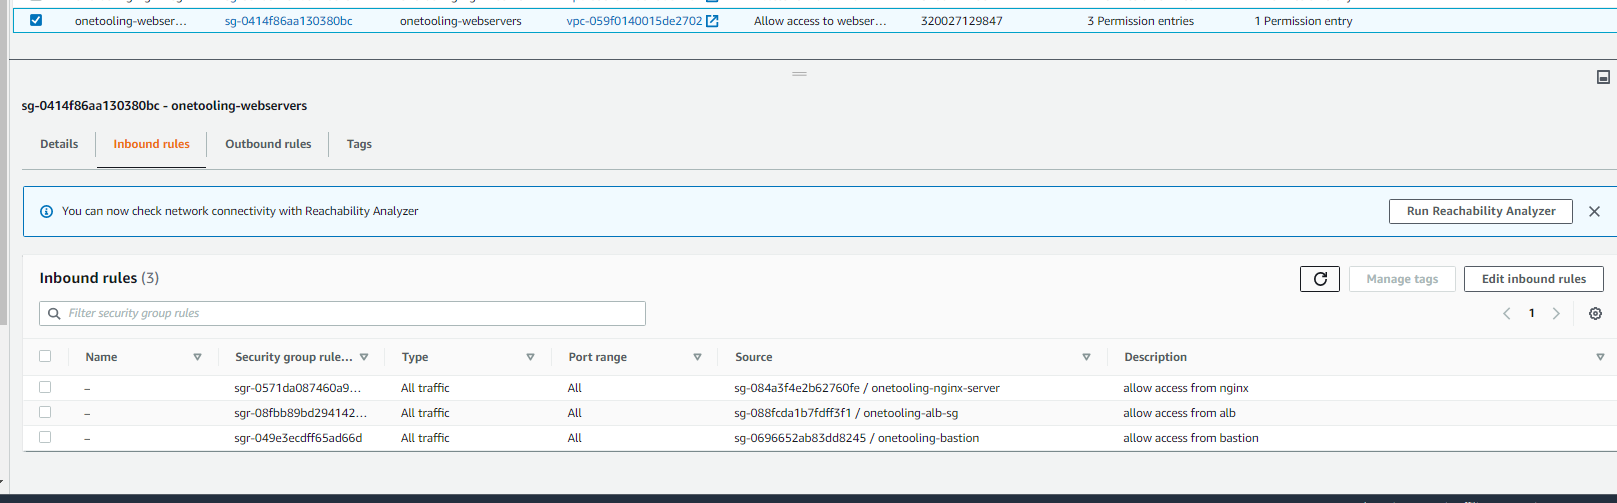 onetooling-webser... sg-0414f86aa130380bc onetooling-webservers vpc-059f0140015de2702 Allow access to webser... 320027129847 3 Permission entries 1 Permission entry
sg-0414f86aa130380bc - onetooling-webservers
Details Inbound rules Outbound rules Tags
You can now check network connectivity with Reachability Analyzer Run Reachability Analyzer
Inbound rules (3) Manage tags Edit inbound rules
Filter security group rules 1
Name Security group rule... Type Port range Source Description
– sgr-0571da087460a9... All traffic All sg-084a3f4e2b62760fe / onetooling-nginx-server allow access from nginx
– sgr-08fbb89bd294142... All traffic All sg-088fcda1b7fdff3f1 / onetooling-alb-sg allow access from alb
– sgr-049e3ecdff65ad66d All traffic All sg-0696652ab83dd8245 / onetooling-bastion allow access from bastion